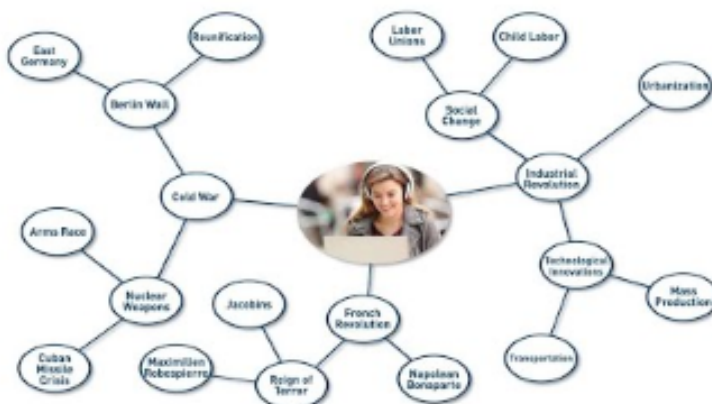 East
Germany
Reunification
Berlin Wall
Cold War
Arms Race
Nuclear
Weapons
Cuban
Missile
Crisis
Labor
Unions
Child Labor
Social
Change
Urbanization
Industrial
Revolution
Technological
Innovations
Mass
Production
Transportation
French
Revolution
Jacobins
Maximilien
Robespierre
Reign of
Terror
Napolean
Bonaparte